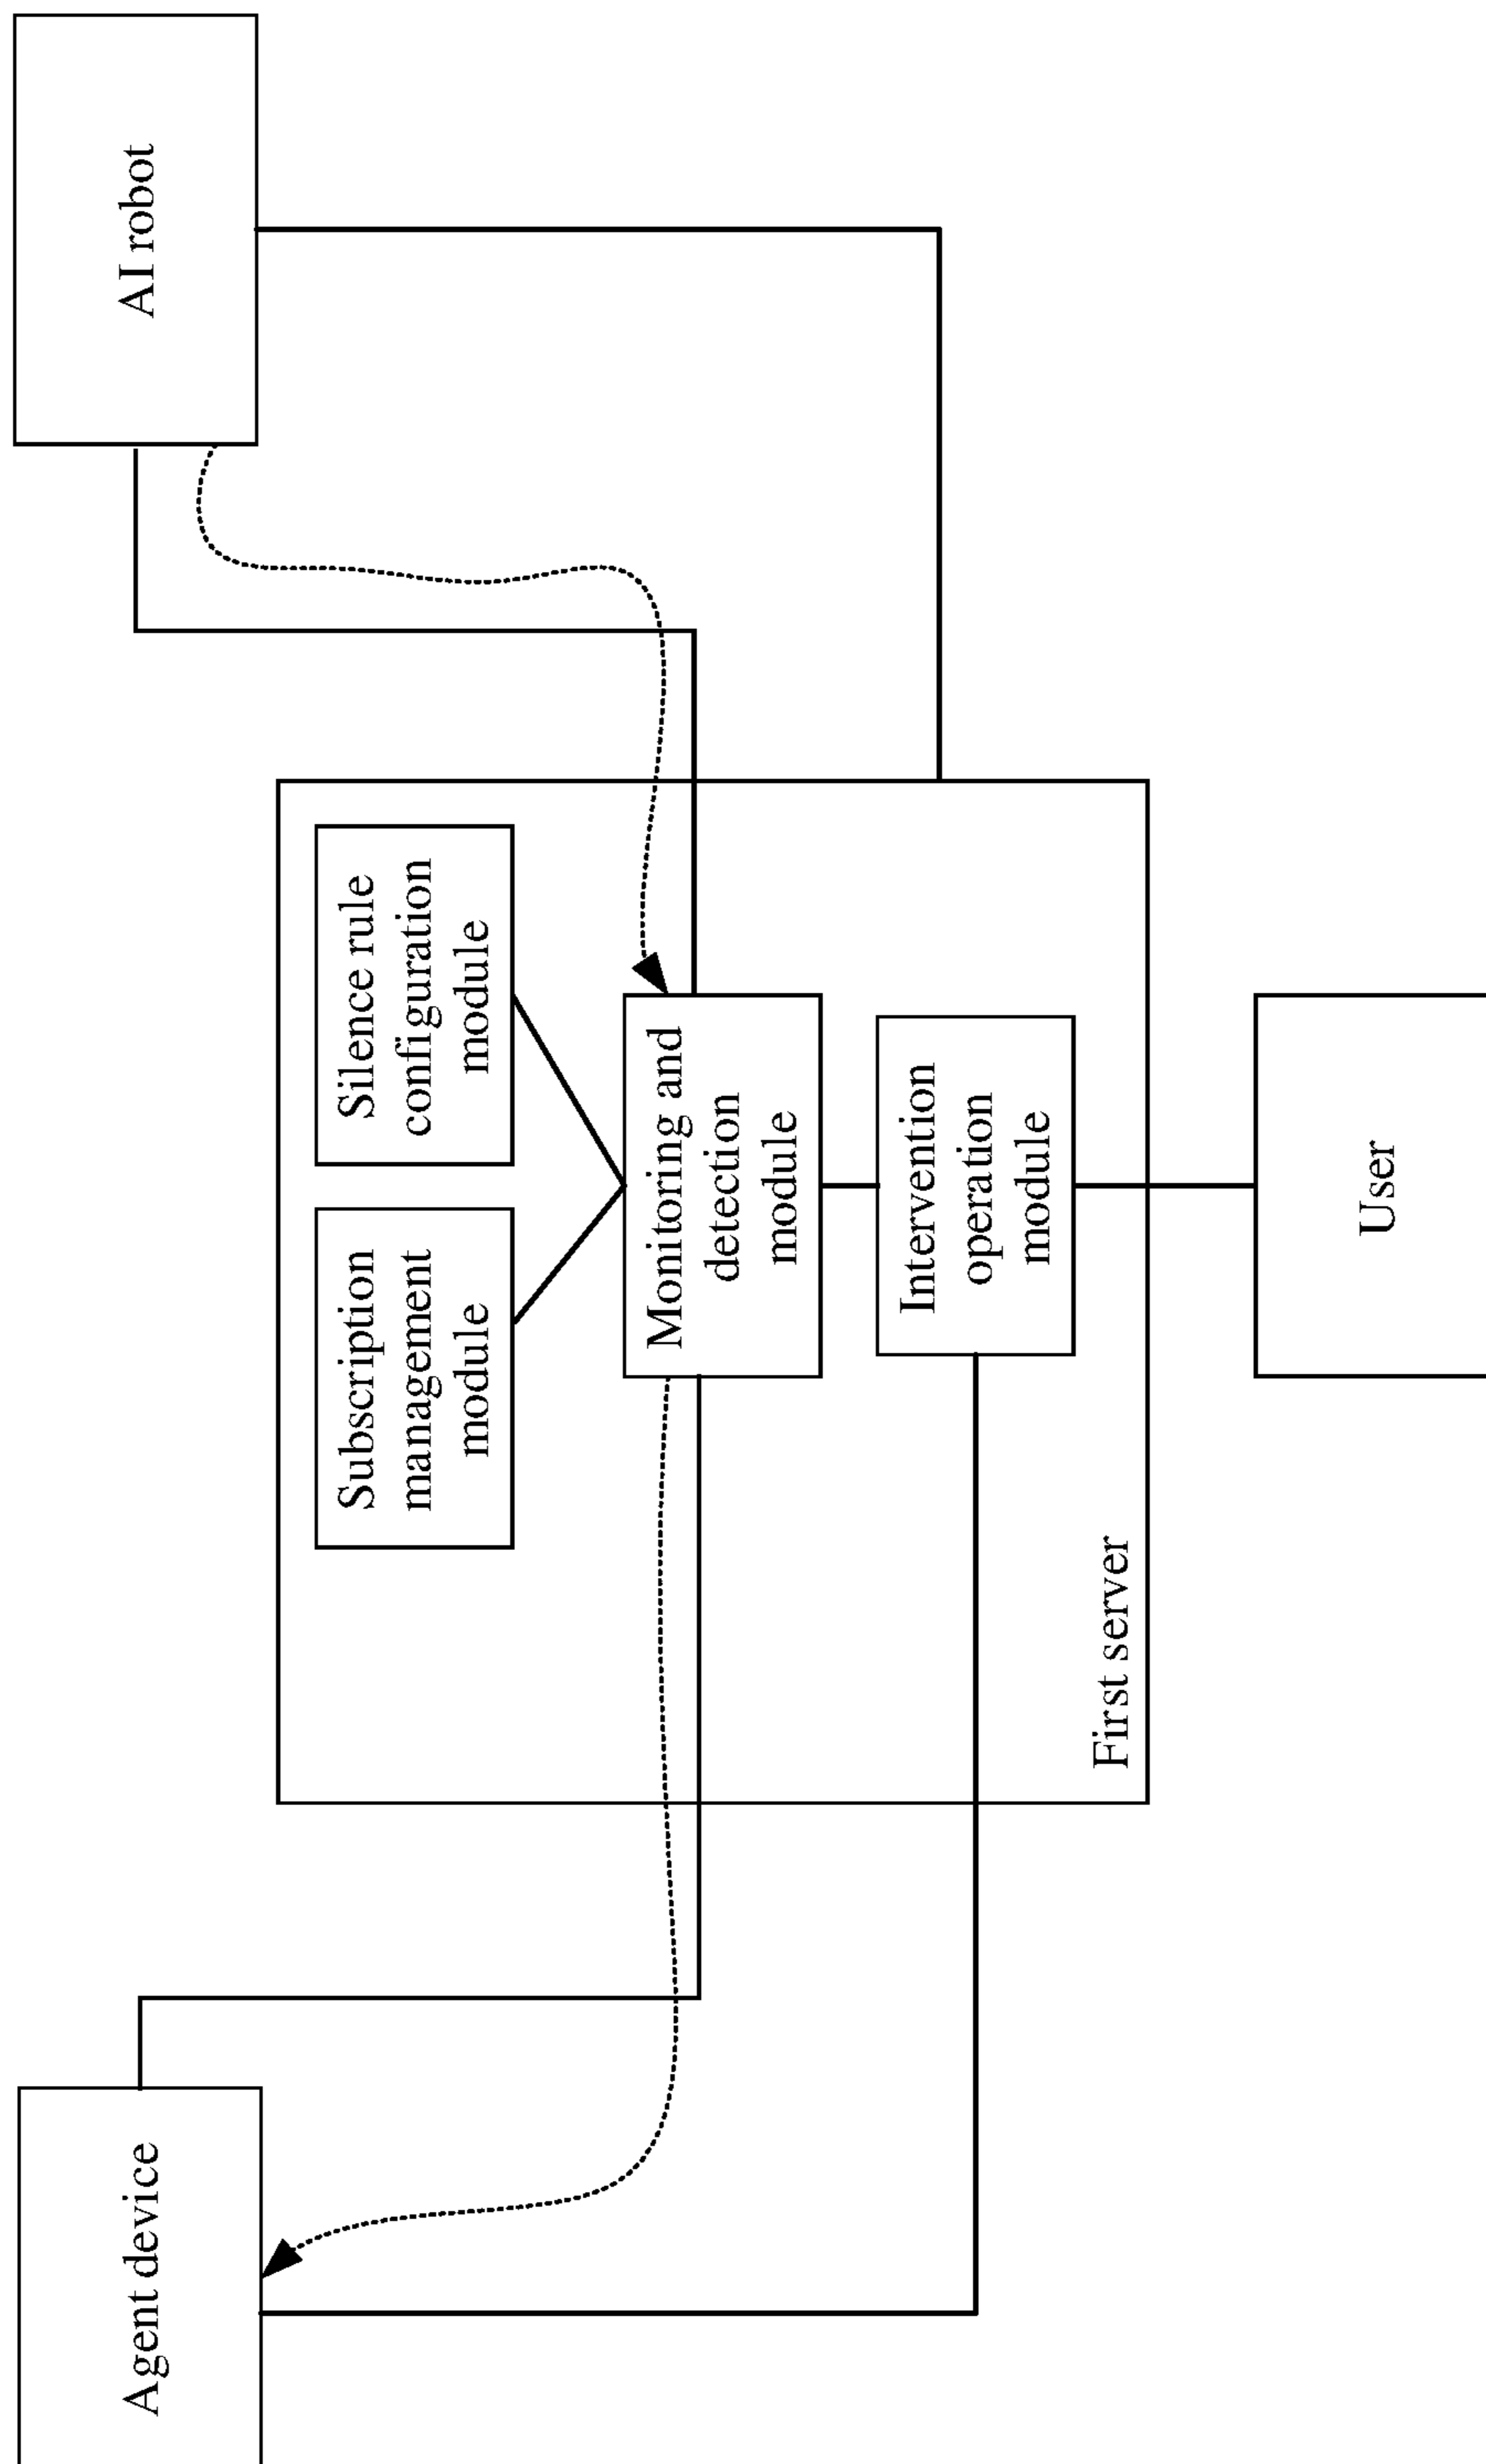 Agent device
AI robot
Subscription
management
module
Silence rule
configuration
module
Monitoring and
detection
module
Intervention
operation
module
First server
User